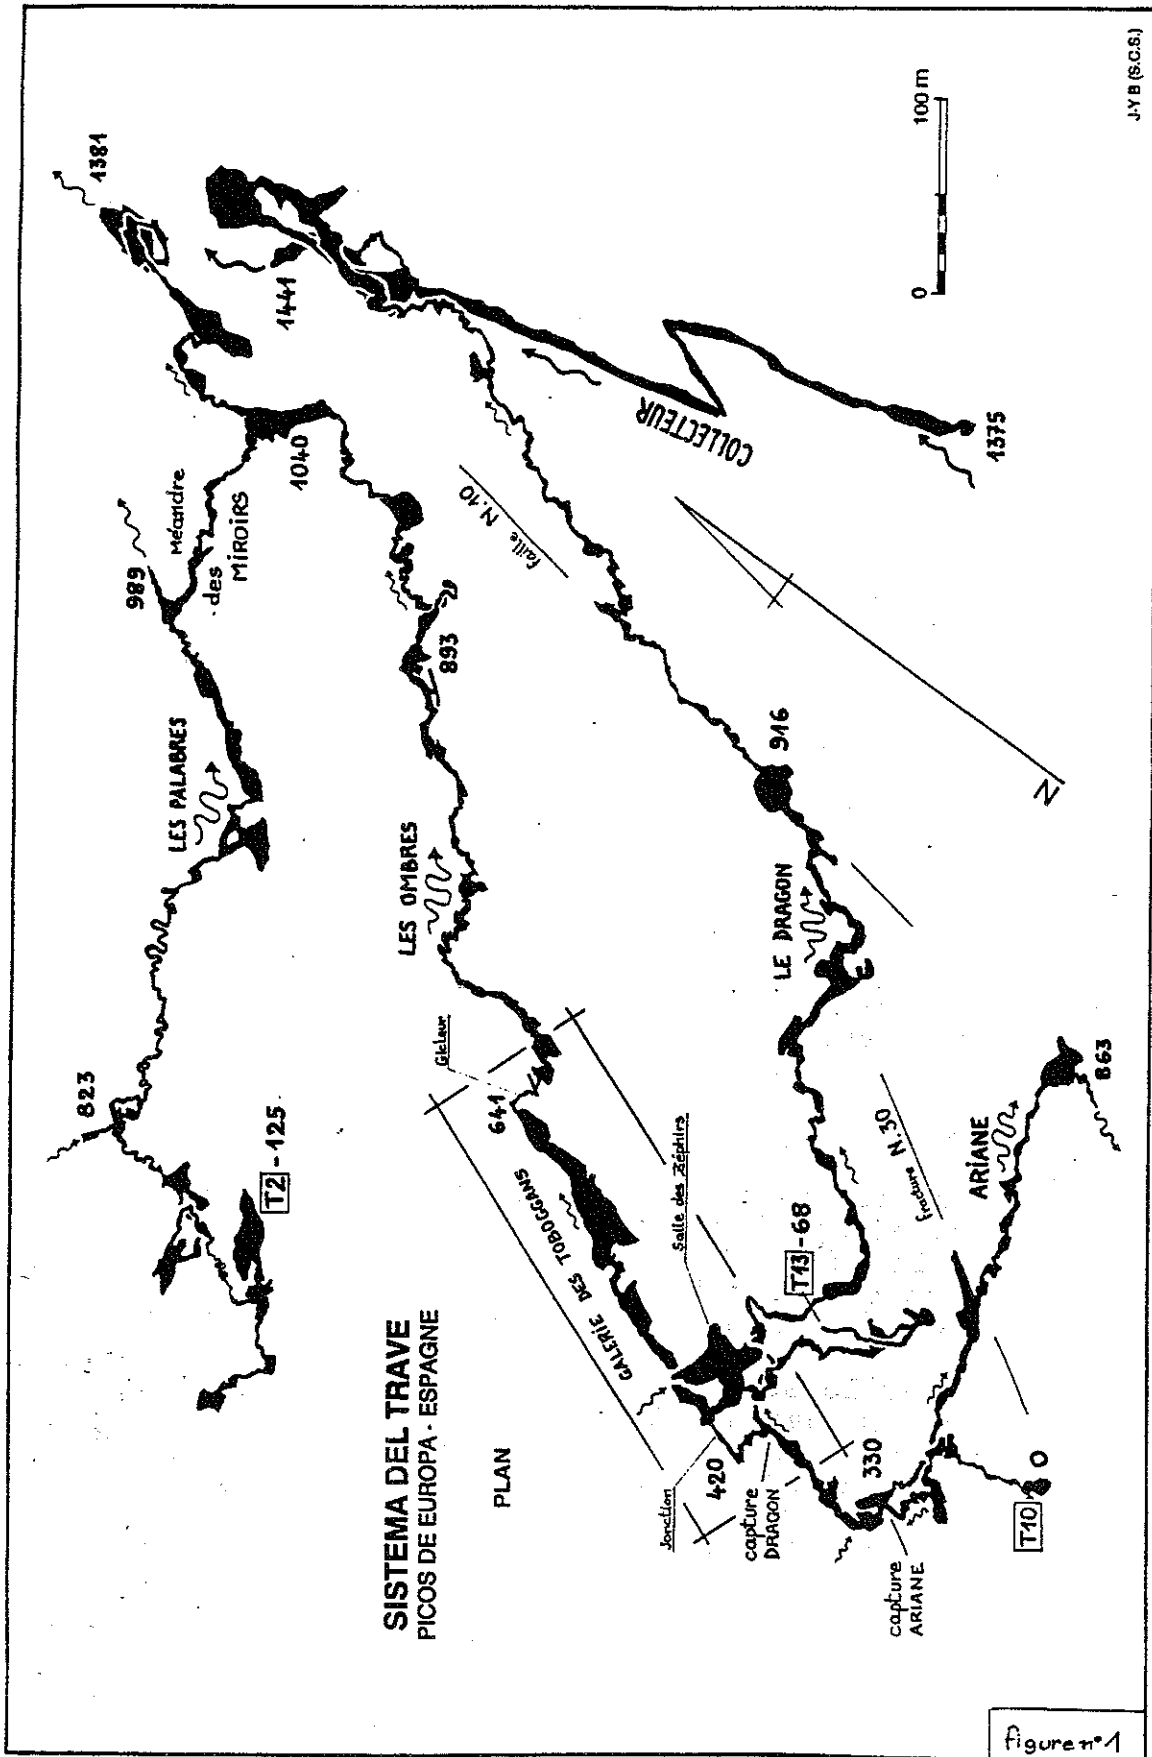 SISTEMA DEL TRAVE
PICOS DE EUROPA - ESPAGNE
PLAN
1381
1441
1040
Méandre
des
MIROIRS
989
LES PALABRES
823
T2 -125
893
LES OMBRES
Gicleur
641
GALERIE DES TOBOGGANS
Salle des Zéphirs
Jonction
420
capture
DRAGON
330
capture
ARIANE
T10 0
T13 -68
fracture N.30
ARIANE
863
LE DRAGON
916
faille N.10
COLLECTEUR
1375
N
0 100 m
J-Y B (S.C.S.)
figure n° 1